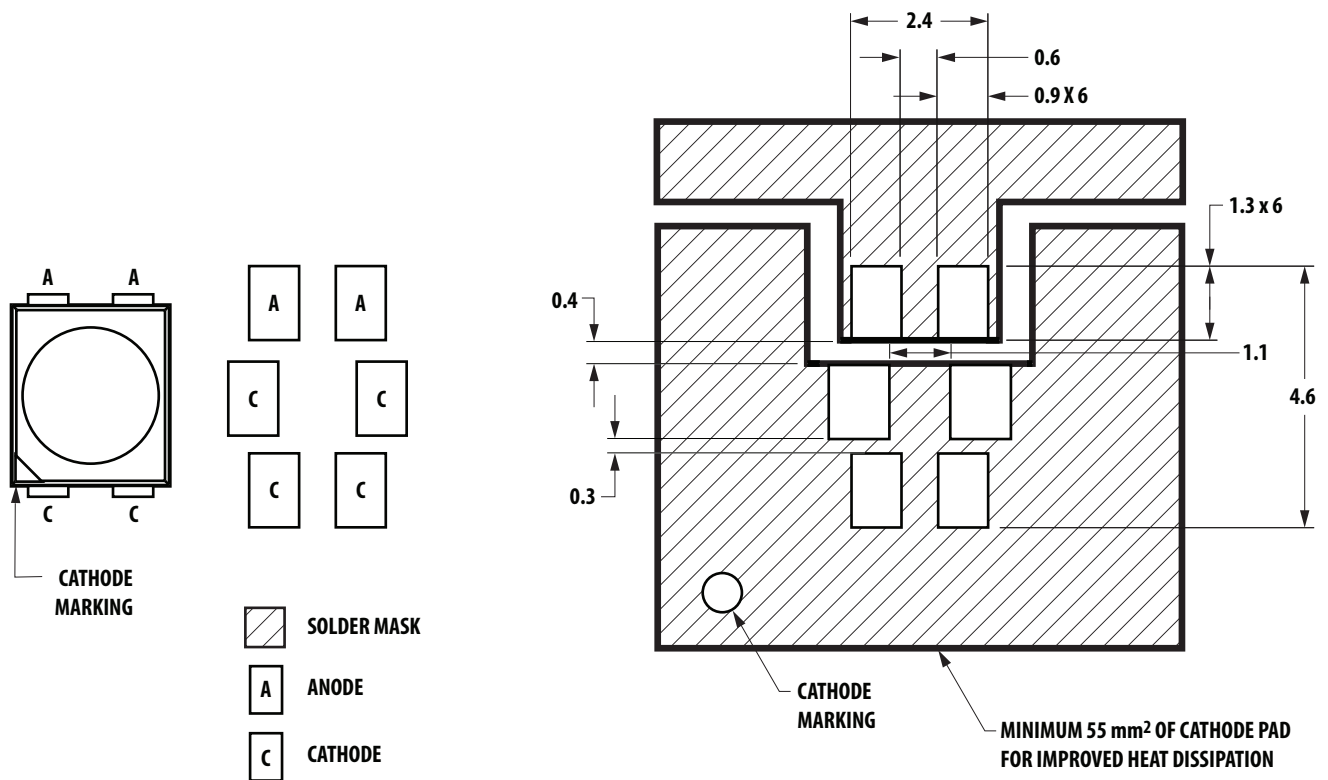 2.4
0.6
0.9 X 6
1.3 x 6
A A
A A
0.4
1.1
C C
4.6
C C
0.3
C C
CATHODE
MARKING
SOLDER MASK
A ANODE
C CATHODE
CATHODE
MARKING
MINIMUM 55 mm² OF CATHODE PAD
FOR IMPROVED HEAT DISSIPATION